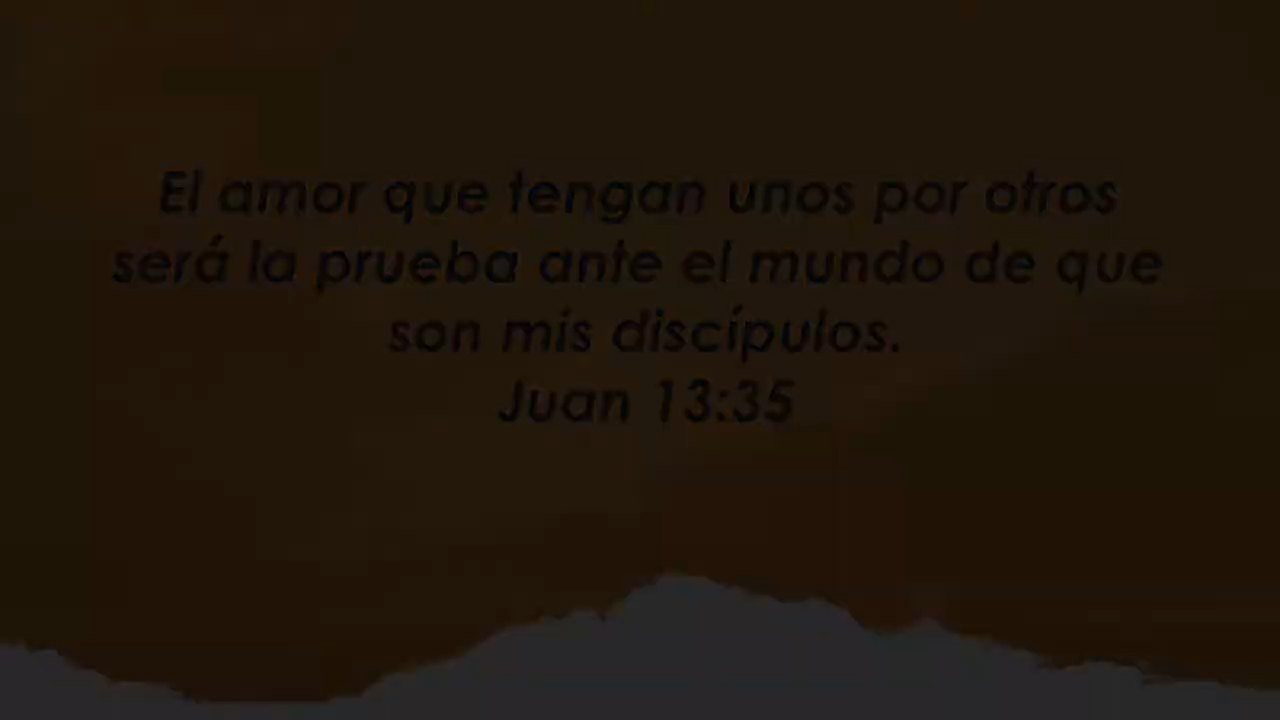 El amor que tengan unos por otros
será la prueba ante el mundo de que
son mis discípulos.
Juan 13:35